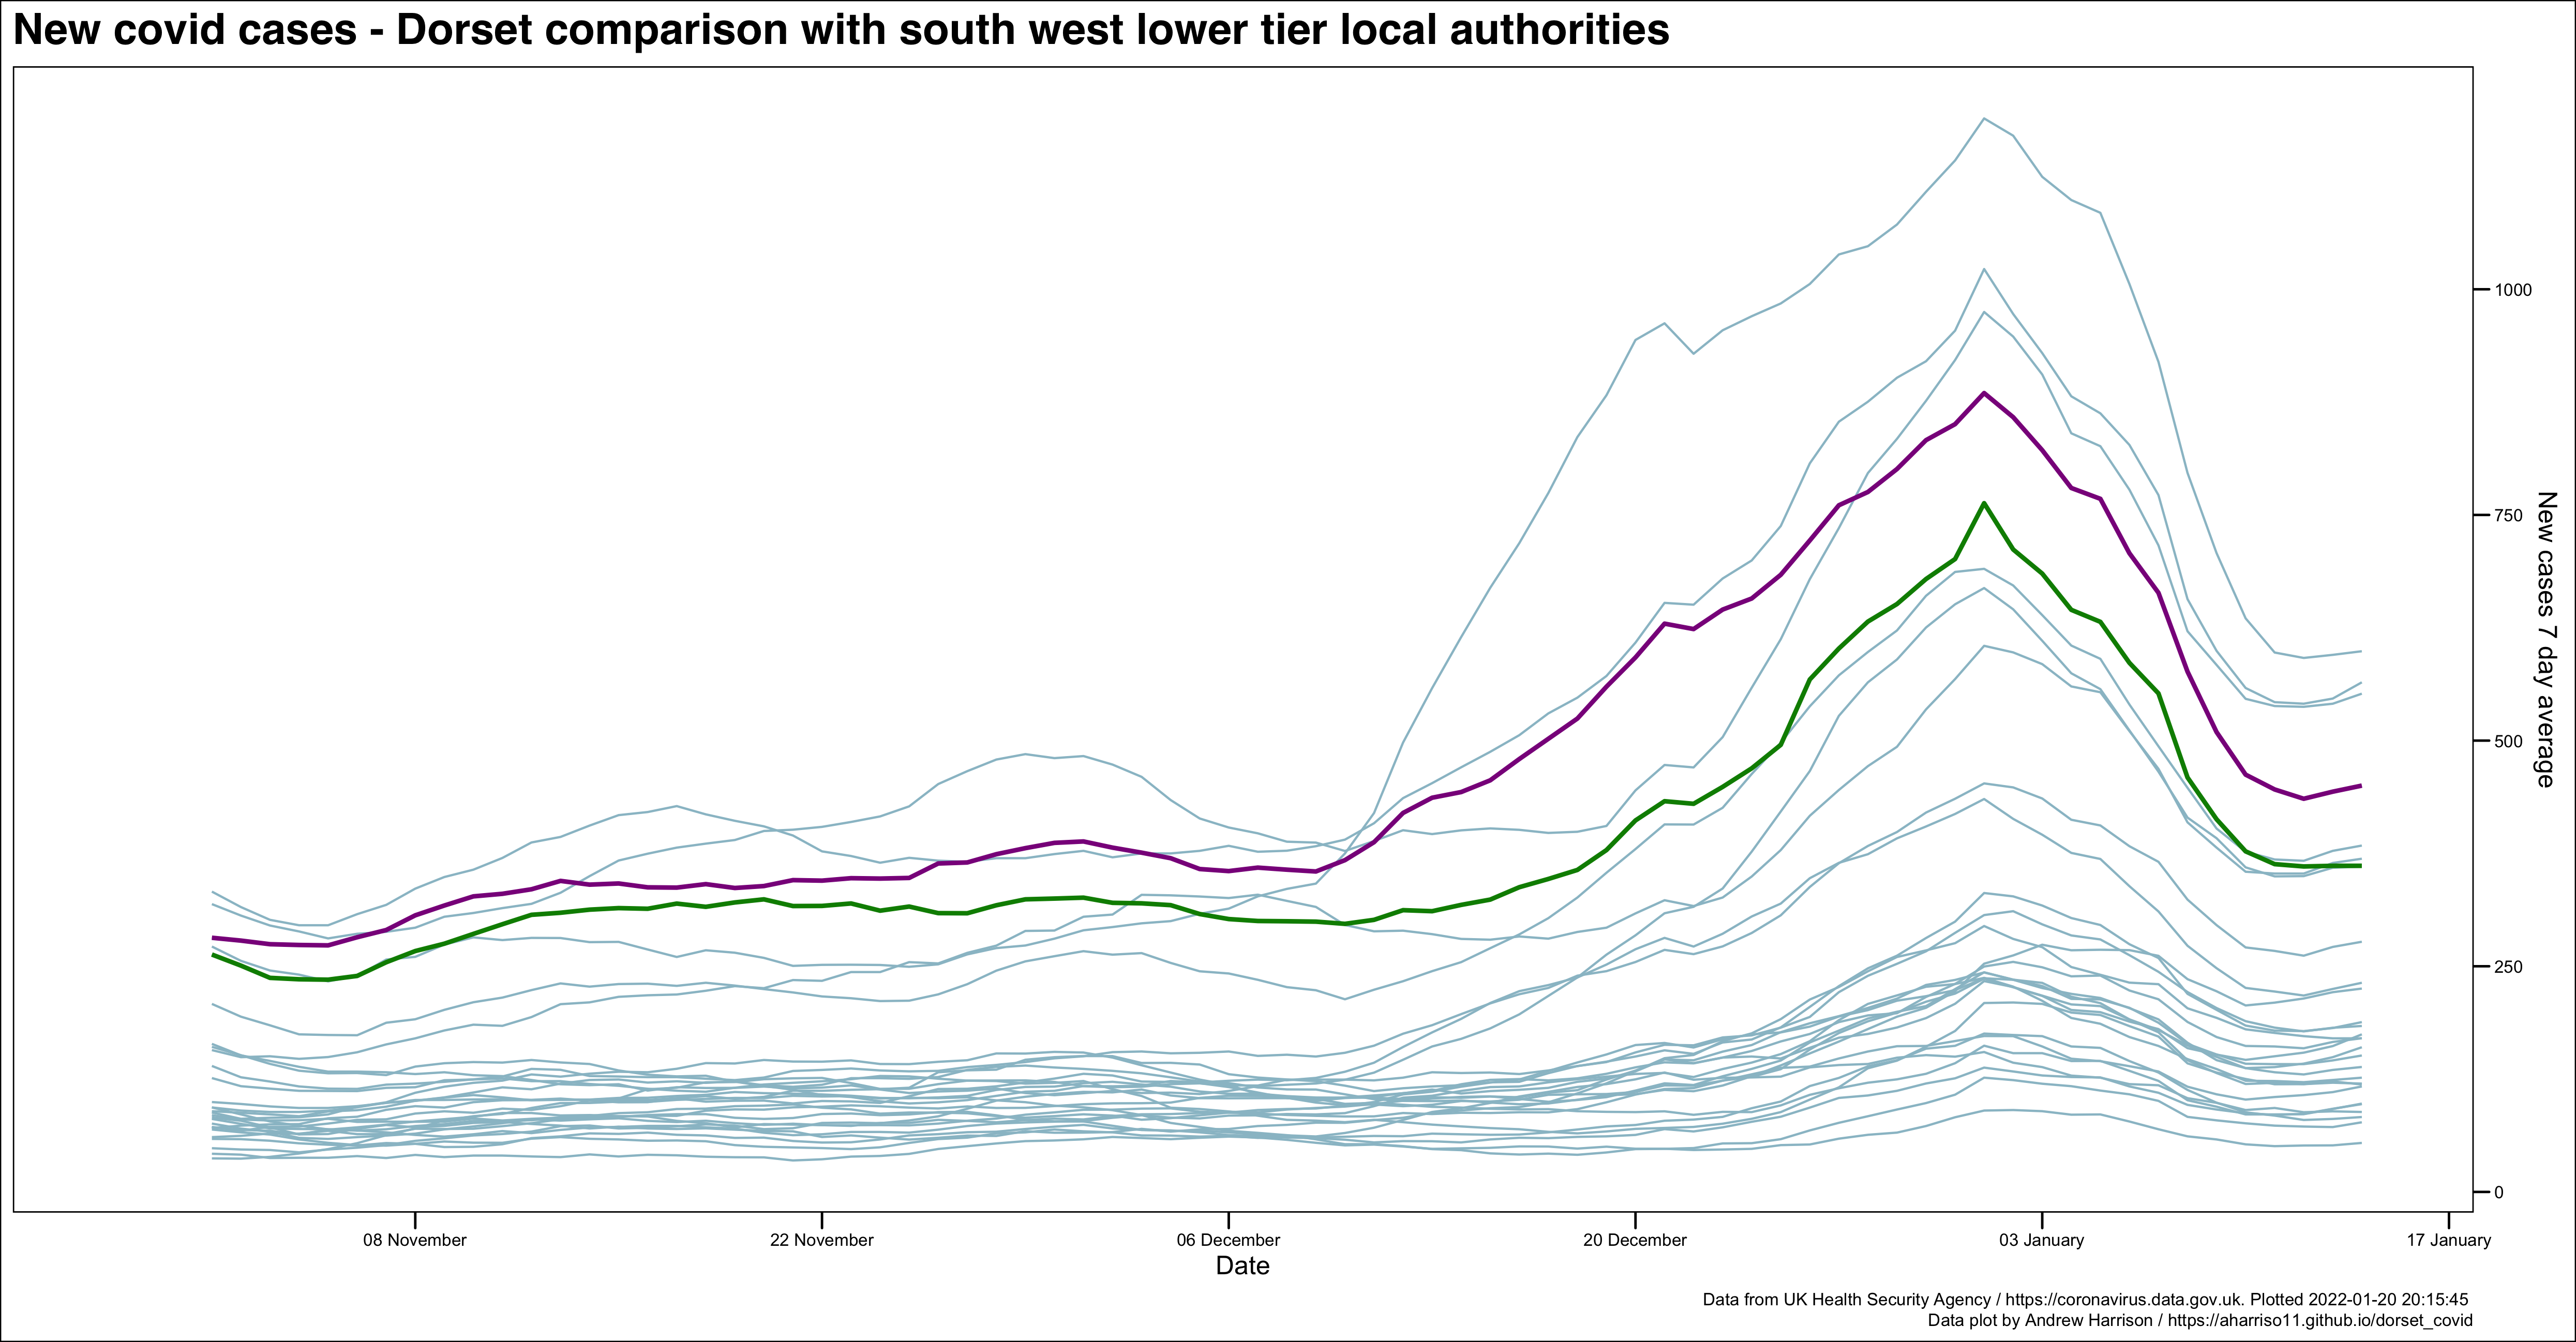 New covid cases - Dorset comparison with south west lower tier local authorities
1000
750
500
250
0
New cases 7 day average
08 November
22 November
06 December
20 December
03 January
17 January
Date
Data from UK Health Security Agency / https://coronavirus.data.gov.uk. Plotted 2022-01-20 20:15:45
Data plot by Andrew Harrison / https://aharriso11.github.io/dorset_covid